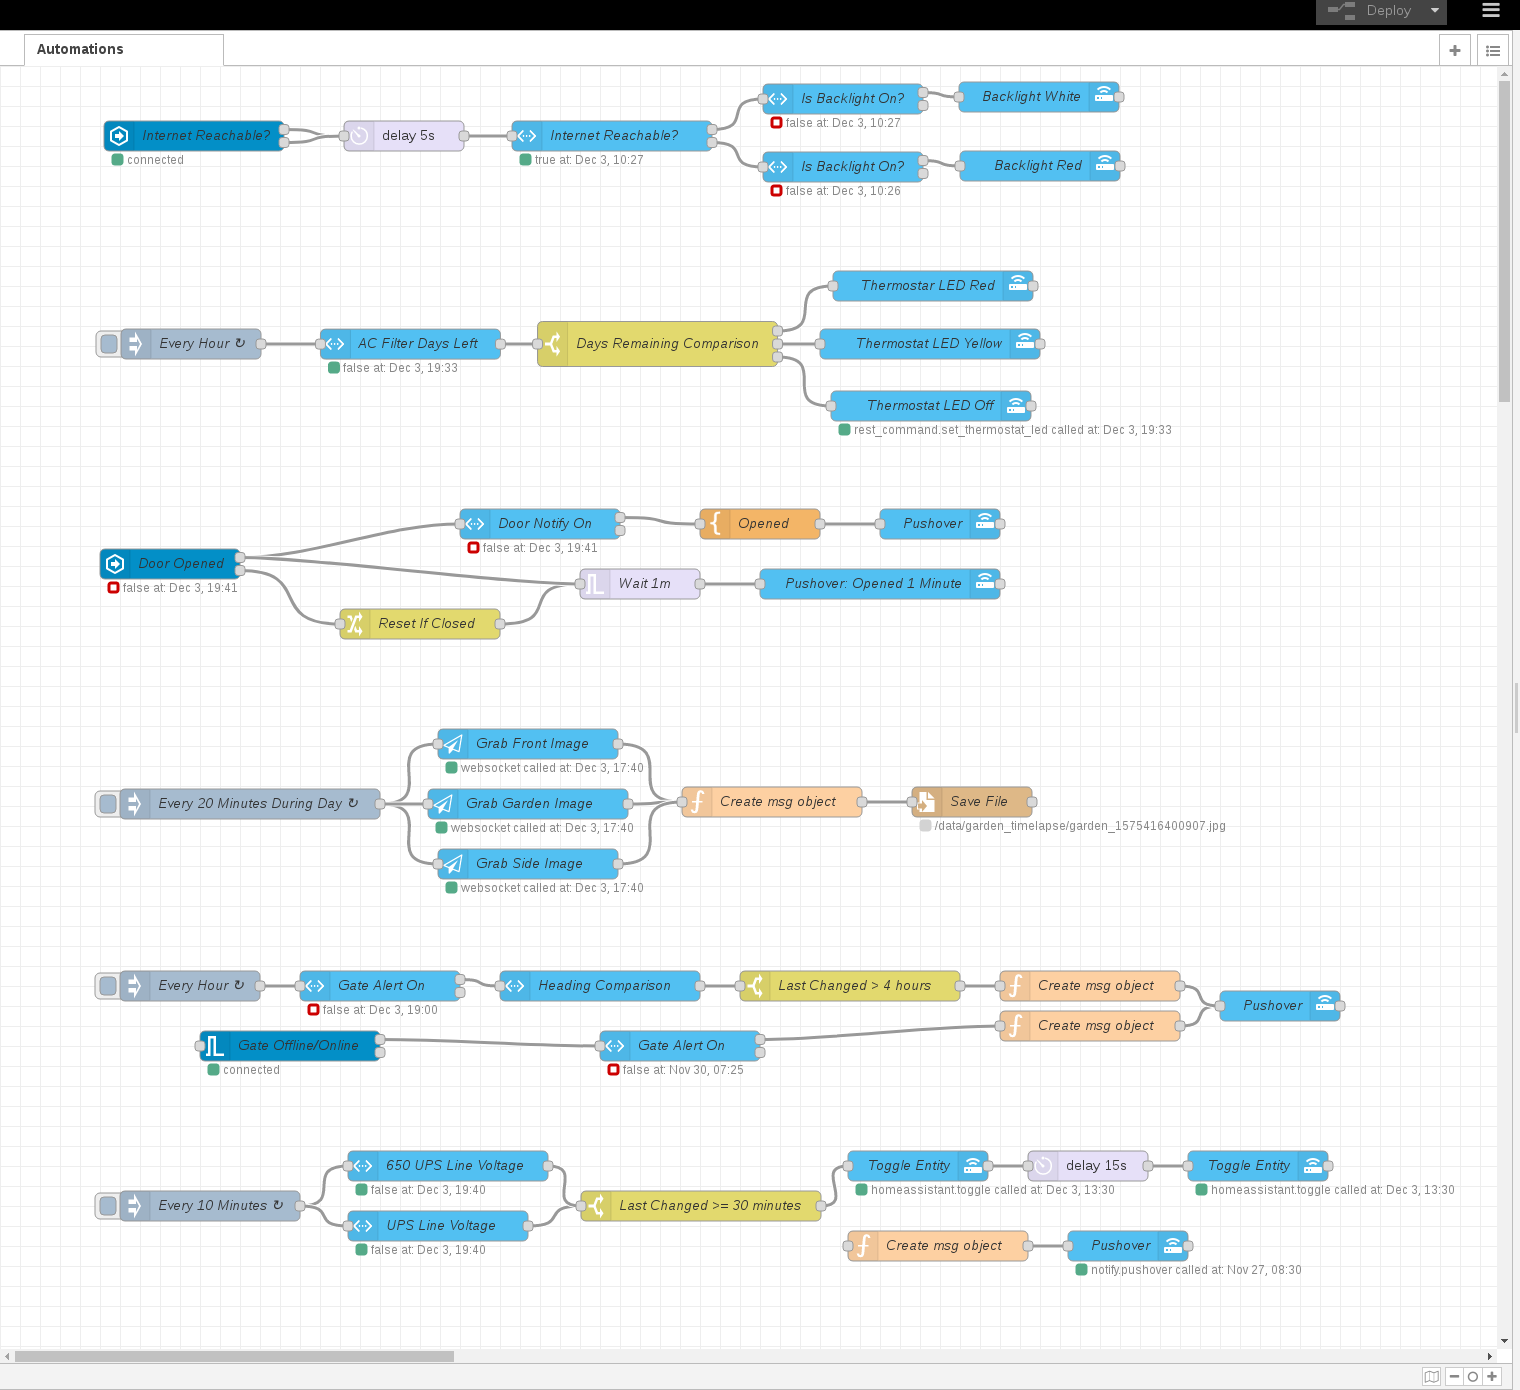 Deploy
Automations
Is Backlight On?
Backlight White
false at: Dec 3, 10:27
Internet Reachable?
delay 5s
Internet Reachable?
connected
true at: Dec 3, 10:27
Is Backlight On?
Backlight Red
false at: Dec 3, 10:26
Thermostar LED Red
Every Hour ↻
AC Filter Days Left
Days Remaining Comparison
Thermostat LED Yellow
false at: Dec 3, 19:33
Thermostat LED Off
rest_command.set_thermostat_led called at: Dec 3, 19:33
Door Notify On
Opened
Pushover
false at: Dec 3, 19:41
Door Opened
false at: Dec 3, 19:41
Wait 1m
Pushover: Opened 1 Minute
Reset If Closed
Grab Front Image
websocket called at: Dec 3, 17:40
Every 20 Minutes During Day ↻
Grab Garden Image
websocket called at: Dec 3, 17:40
Create msg object
Save File
/data/garden_timelapse/garden_1575416400907.jpg
Grab Side Image
websocket called at: Dec 3, 17:40
Every Hour ↻
Gate Alert On
Heading Comparison
Last Changed > 4 hours
Create msg object
false at: Dec 3, 19:00
Pushover
Gate Offline/Online
Gate Alert On
Create msg object
connected
false at: Nov 30, 07:25
650 UPS Line Voltage
Toggle Entity
delay 15s
Toggle Entity
false at: Dec 3, 19:40
homeassistant.toggle called at: Dec 3, 13:30
homeassistant.toggle called at: Dec 3, 13:30
Every 10 Minutes ↻
Last Changed >= 30 minutes
UPS Line Voltage
false at: Dec 3, 19:40
Create msg object
Pushover
notify.pushover called at: Nov 27, 08:30